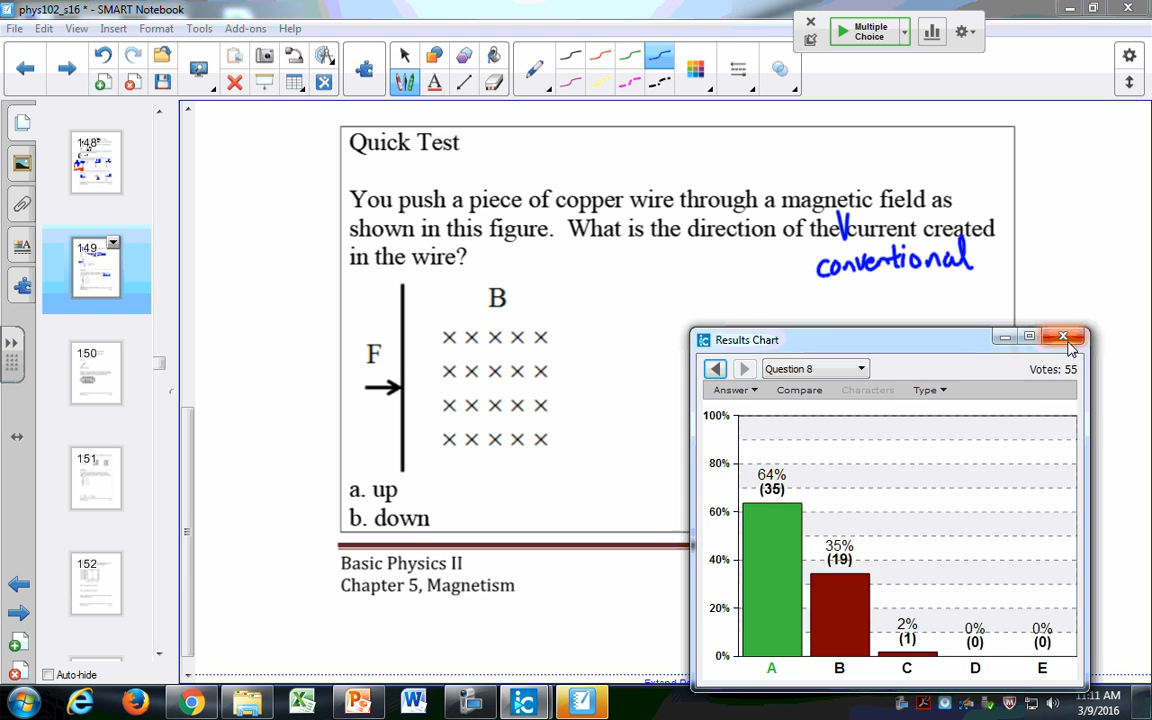 phys102_s16 * - SMART Notebook
File Edit View Insert Format Tools Add-ons Help
Multiple
Choice
148
149
150
151
152
Auto-hide
Quick Test
You push a piece of copper wire through a magnetic field as
shown in this figure. What is the direction of the current created
conventional
in the wire?
B
F
× × × × ×
× × × × ×
× × × × ×
× × × × ×
a. up
b. down
Basic Physics II
Chapter 5, Magnetism
Results Chart
Question 8
Votes: 55
Answer Compare Characters Type
100%
80%
60%
40%
20%
0%
64%
(35)
35%
(19)
2%
(1)
0%
(0)
0%
(0)
A B C D E
11:11 AM
3/9/2016